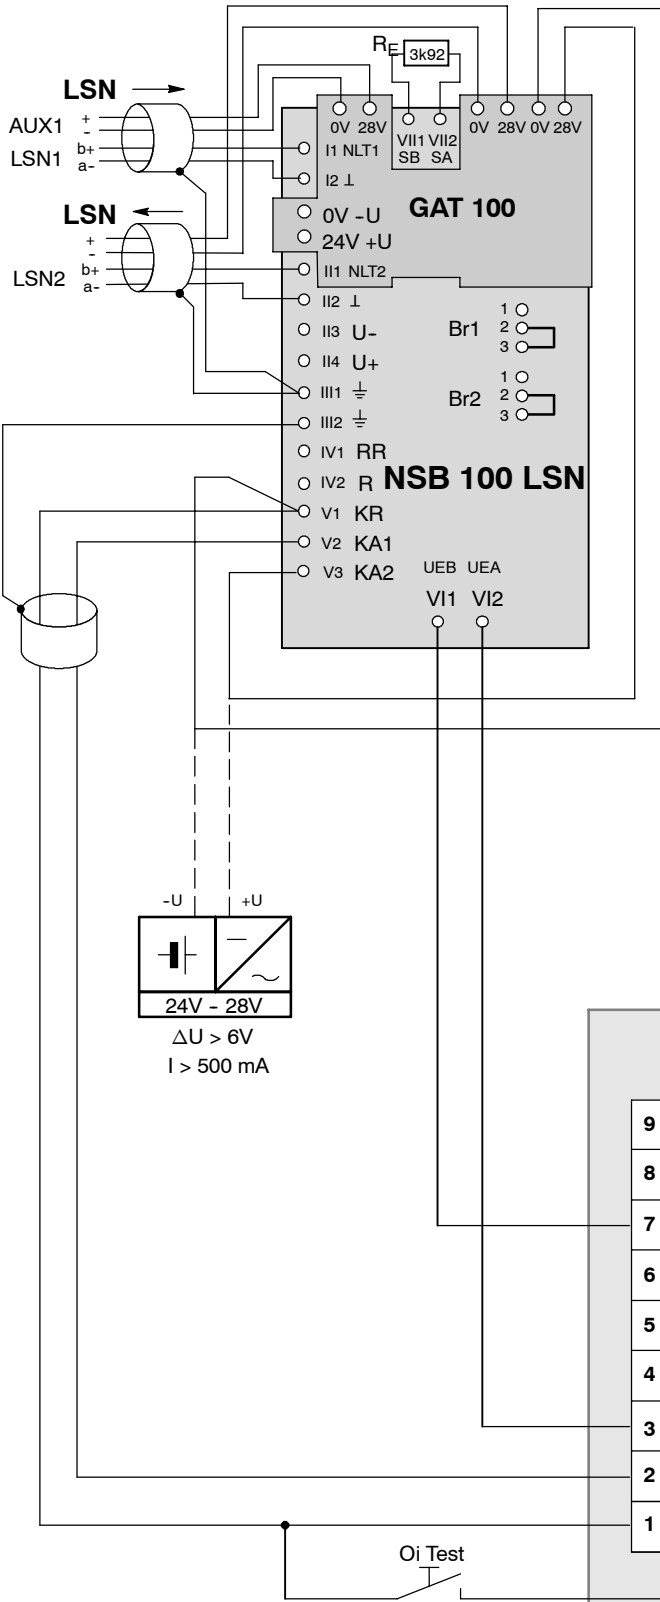 RE 3k92
LSN
AUX1 + -
LSN1 b+ a-
0V 28V VII1 VII2 0V 28V 0V 28V
SB SA
I1 NLT1
I2 ⊥
GAT 100
0V -U
24V +U
LSN
+ -
LSN2 b+ a-
II1 NLT2
II2 ⊥
II3 U-
II4 U+
Br1 1 2 3
Br2 1 2 3
III1 ⏚
III2 ⏚
IV1 RR
IV2 R
NSB 100 LSN
V1 KR
V2 KA1
V3 KA2
UEB UEA
VI1 VI2
-U +U
24V - 28V
ΔU > 6V
I > 500 mA
9
8
7
6
5
4
3
2
1
Oi Test